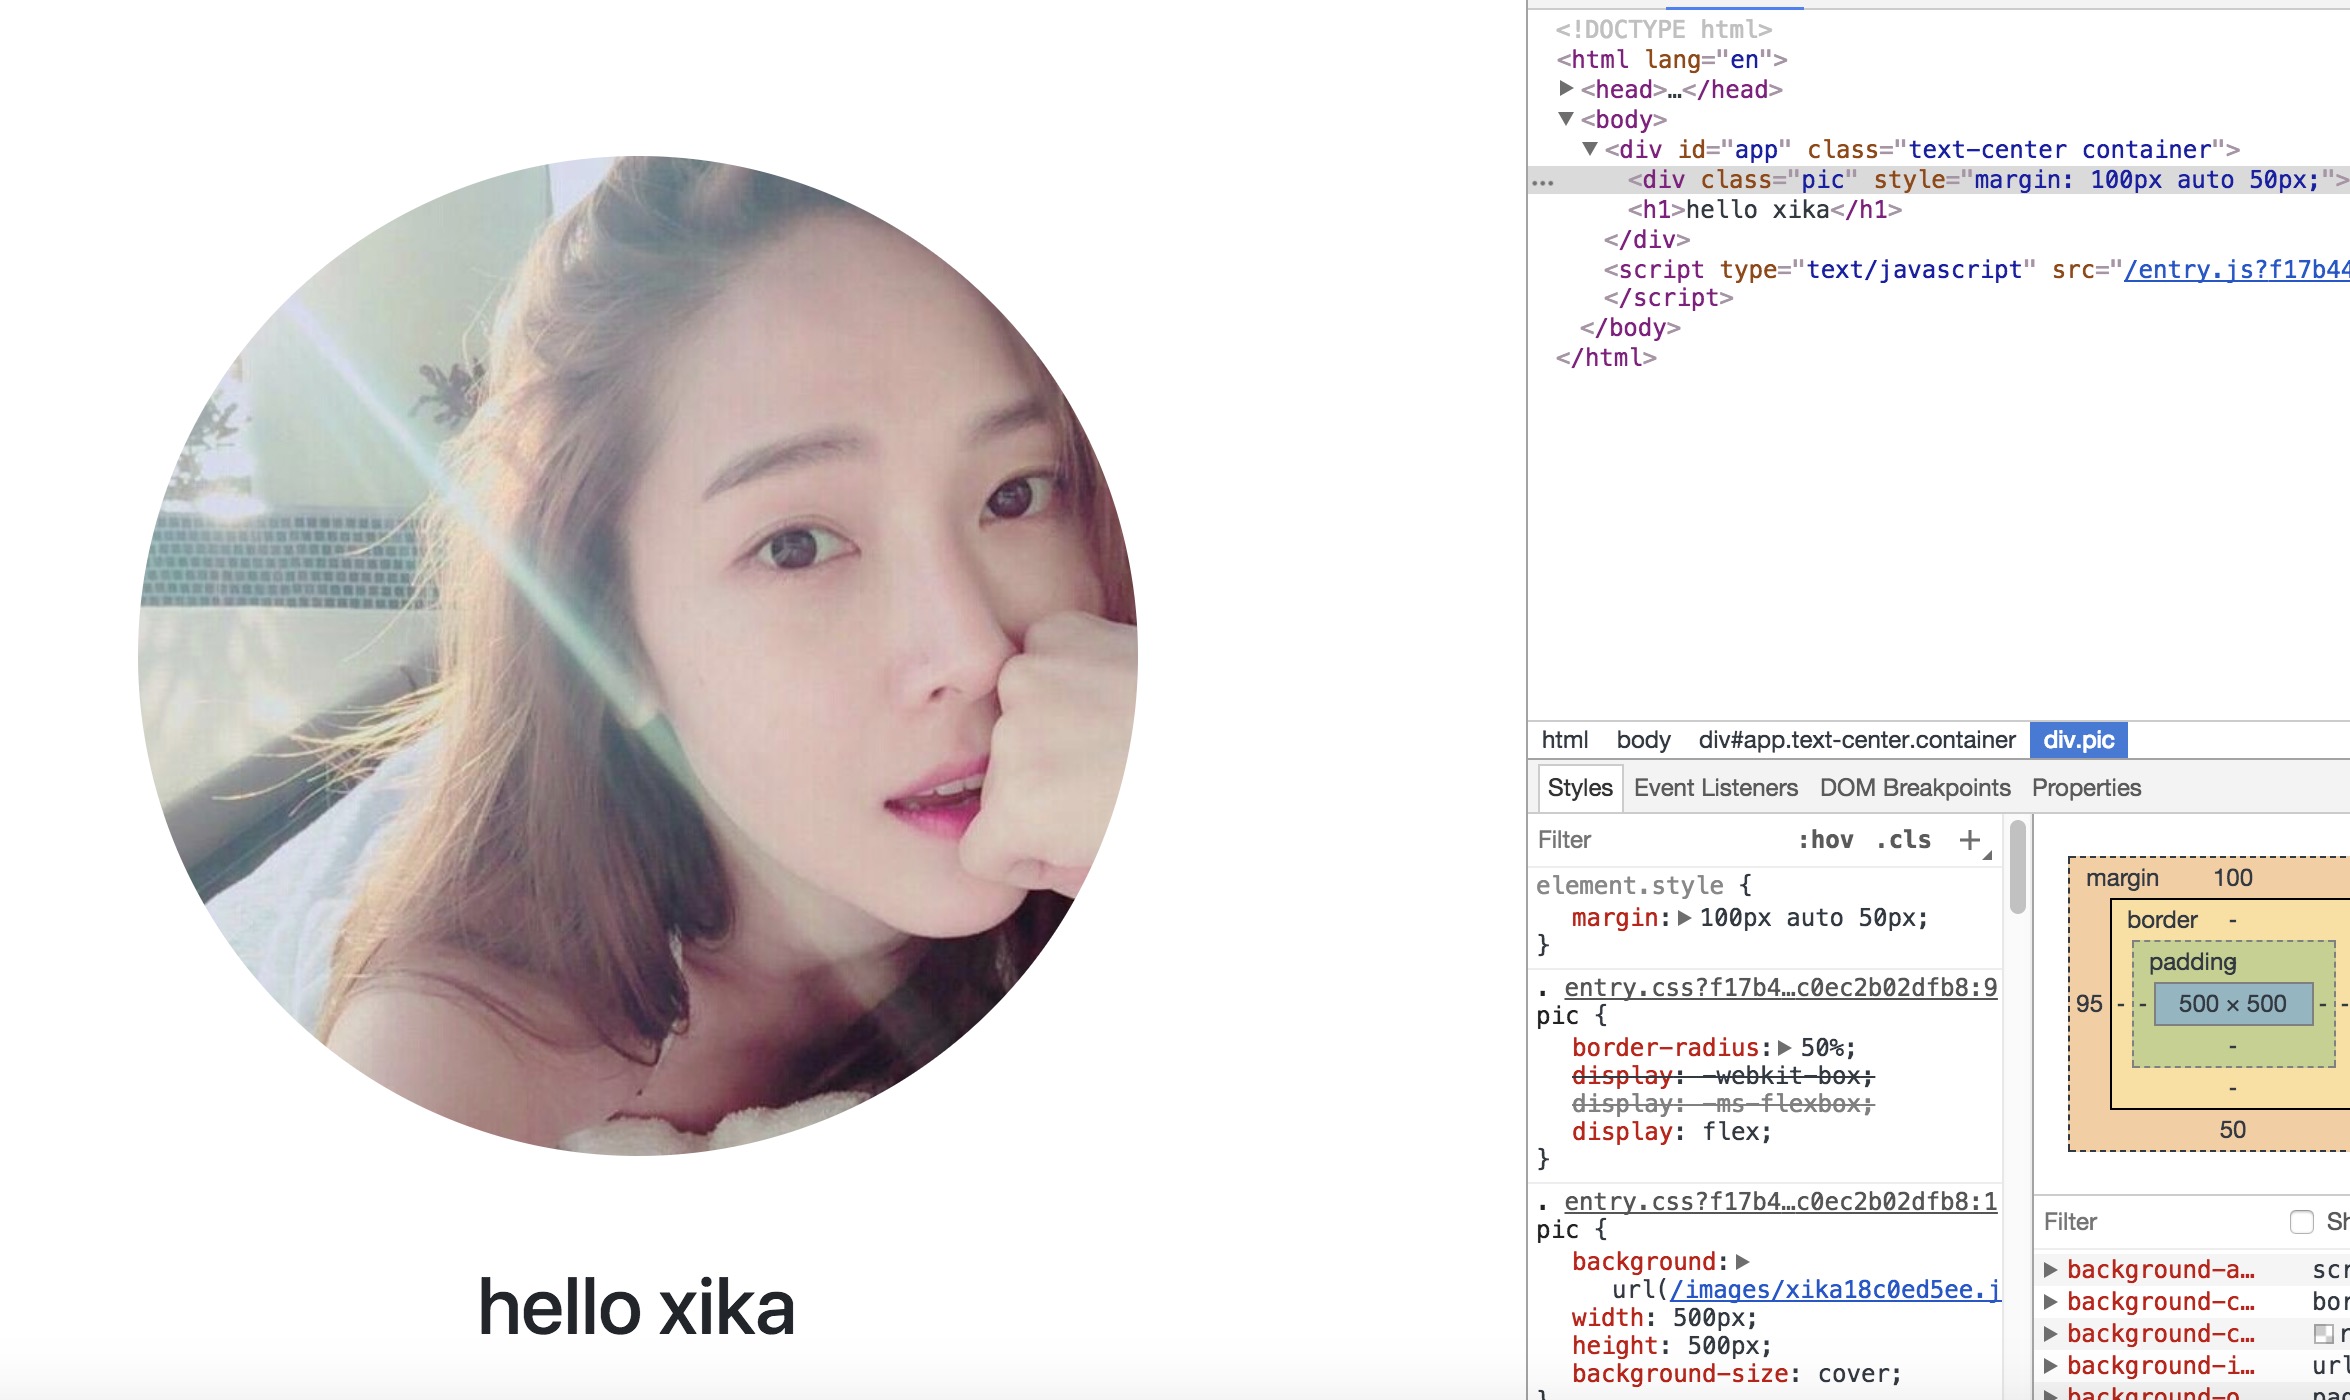 hello xika
<!DOCTYPE html>
<html lang="en">
<head>…</head>
<body>
<div id="app" class="text-center container">
… <div class="pic" style="margin: 100px auto 50px;">
<h1>hello xika</h1>
</div>
<script type="text/javascript" src="/entry.js?f17b44
</script>
</body>
</html>
html body div#app.text-center.container div.pic
Styles Event Listeners DOM Breakpoints Properties
Filter :hov .cls +
element.style {
margin: 100px auto 50px;
}
. entry.css?f17b4…c0ec2b02dfb8:9
pic {
border-radius: 50%;
display: -webkit-box;
display: -ms-flexbox;
display: flex;
}
. entry.css?f17b4…c0ec2b02dfb8:1
pic {
background:
url(/images/xika18c0ed5ee.j
width: 500px;
height: 500px;
background-size: cover;
}
margin 100
border -
padding
95 - - 500 × 500 - -
-
-
50
Filter Sh
background-a… scr
background-c… bor
background-c… r
background-i… url